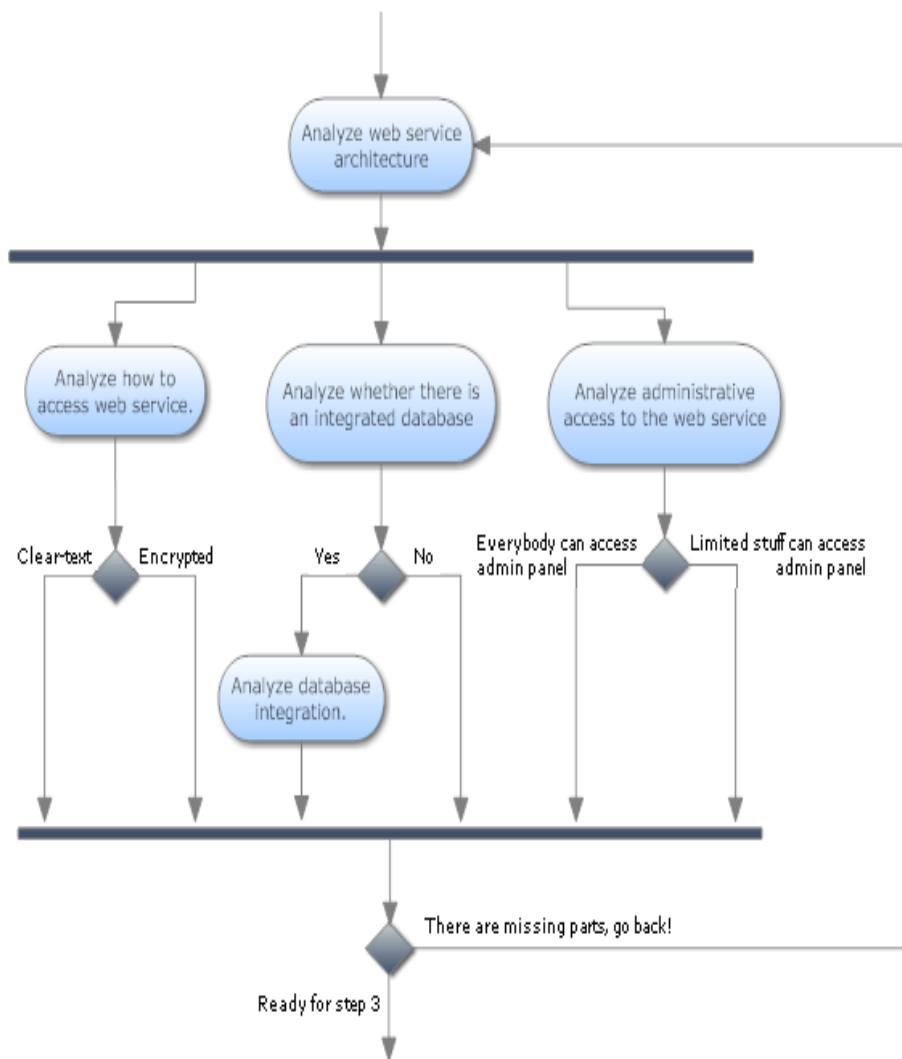 Analyze web service
architecture
Analyze how to
access web service.
Analyze whether there is
an integrated database
Analyze administrative
access to the web service
Clear-text
Encrypted
Yes
No
Everybody can access
admin panel
Limited stuff can access
admin panel
Analyze database
integration.
There are missing parts, go back!
Ready for step 3